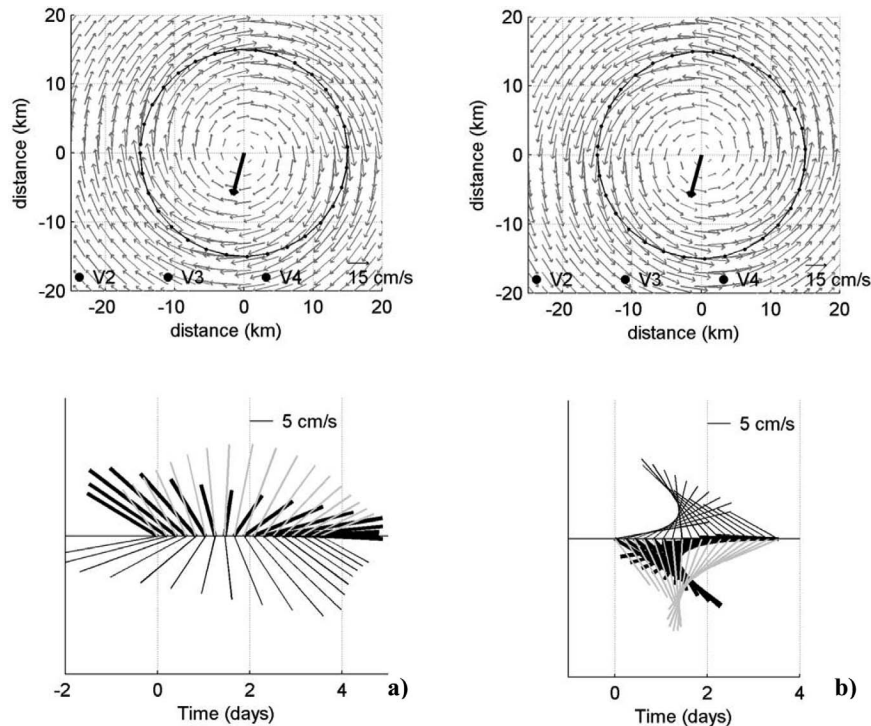 20
10
0
-10
-20
distance (km)
V2 V3 V4 15 cm/s
-20 -10 0 10 20
distance (km)
20
10
0
-10
-20
distance (km)
V2 V3 V4 15 cm/s
-20 -10 0 10 20
distance (km)
5 cm/s
-2 0 2 4
Time (days)
a)
5 cm/s
0 2 4
Time (days)
b)